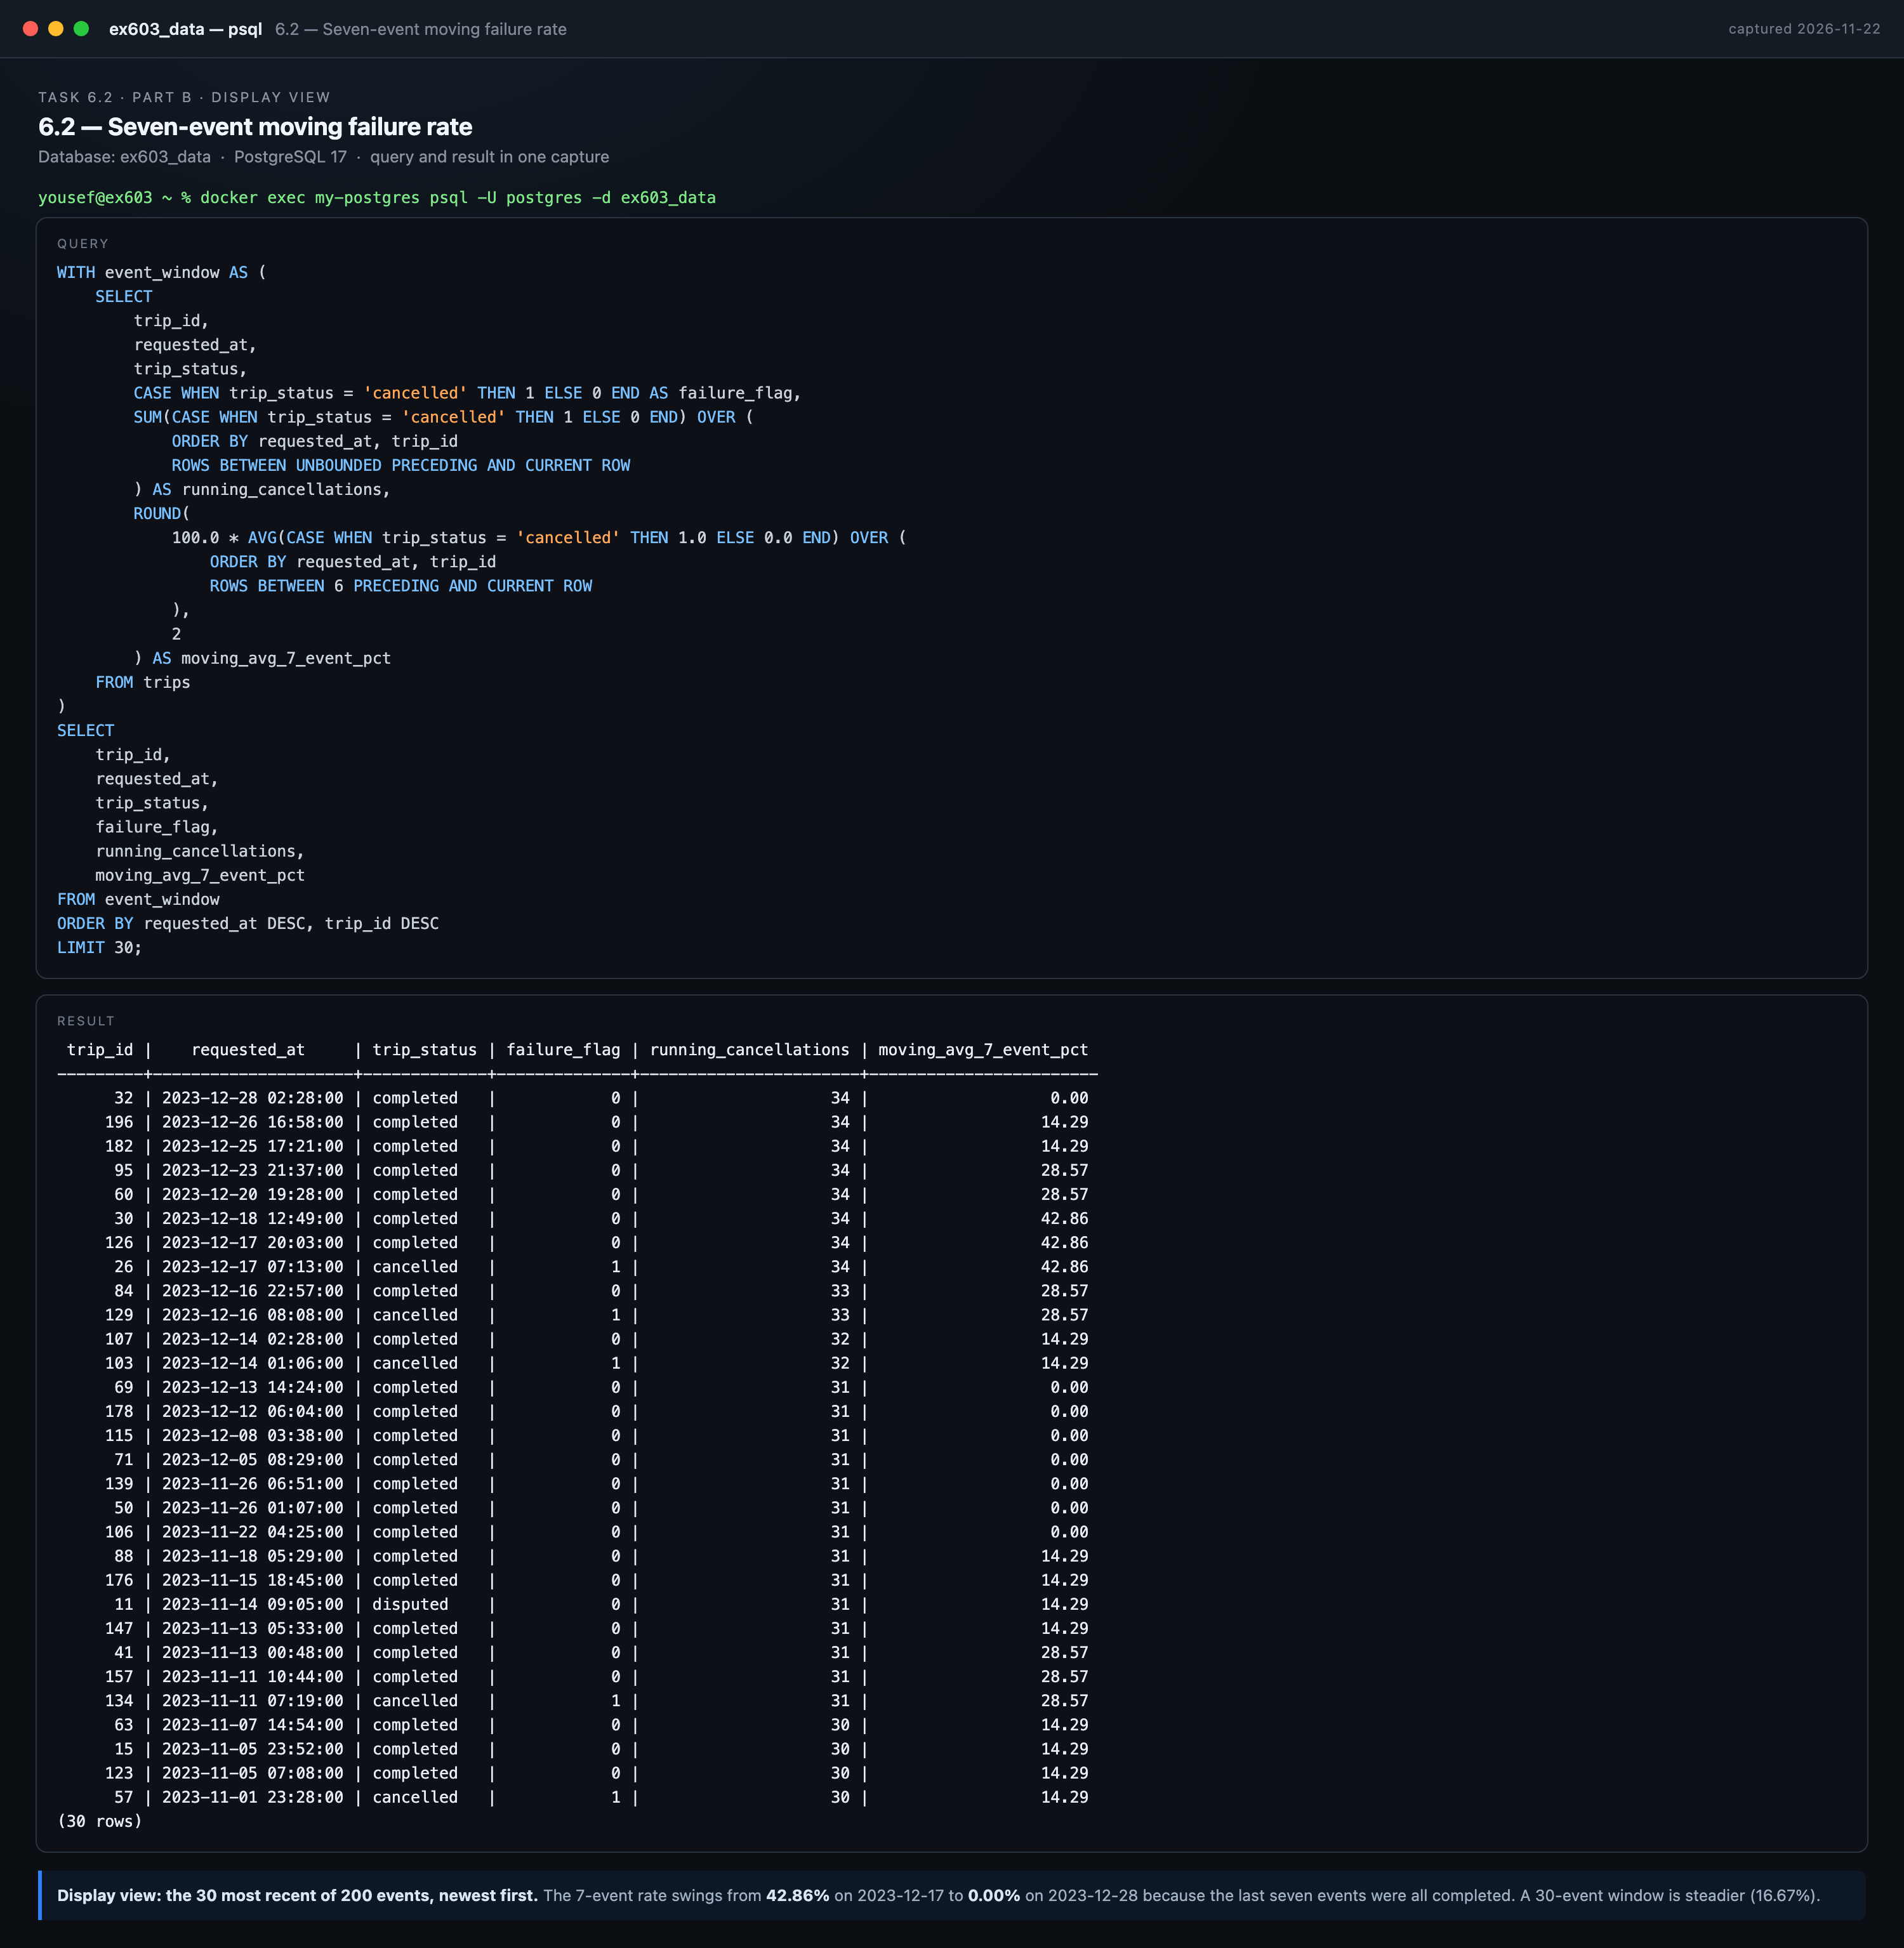 ex603_data — psql 6.2 — Seven-event moving failure rate captured 2026-11-22
TASK 6.2 · PART B · DISPLAY VIEW
6.2 — Seven-event moving failure rate
Database: ex603_data · PostgreSQL 17 · query and result in one capture
yousef@ex603 ~ % docker exec my-postgres psql -U postgres -d ex603_data
QUERY
WITH event_window AS (
    SELECT
        trip_id,
        requested_at,
        trip_status,
        CASE WHEN trip_status = 'cancelled' THEN 1 ELSE 0 END AS failure_flag,
        SUM(CASE WHEN trip_status = 'cancelled' THEN 1 ELSE 0 END) OVER (
            ORDER BY requested_at, trip_id
            ROWS BETWEEN UNBOUNDED PRECEDING AND CURRENT ROW
        ) AS running_cancellations,
        ROUND(
            100.0 * AVG(CASE WHEN trip_status = 'cancelled' THEN 1.0 ELSE 0.0 END) OVER (
                ORDER BY requested_at, trip_id
                ROWS BETWEEN 6 PRECEDING AND CURRENT ROW
            ),
            2
        ) AS moving_avg_7_event_pct
    FROM trips
)
SELECT
    trip_id,
    requested_at,
    trip_status,
    failure_flag,
    running_cancellations,
    moving_avg_7_event_pct
FROM event_window
ORDER BY requested_at DESC, trip_id DESC
LIMIT 30;
RESULT
 trip_id |    requested_at     | trip_status | failure_flag | running_cancellations | moving_avg_7_event_pct
---------+---------------------+-------------+--------------+-----------------------+------------------------
      32 | 2023-12-28 02:28:00 | completed   |            0 |                    34 |                   0.00
     196 | 2023-12-26 16:58:00 | completed   |            0 |                    34 |                  14.29
     182 | 2023-12-25 17:21:00 | completed   |            0 |                    34 |                  14.29
      95 | 2023-12-23 21:37:00 | completed   |            0 |                    34 |                  28.57
      60 | 2023-12-20 19:28:00 | completed   |            0 |                    34 |                  28.57
      30 | 2023-12-18 12:49:00 | completed   |            0 |                    34 |                  42.86
     126 | 2023-12-17 20:03:00 | completed   |            0 |                    34 |                  42.86
      26 | 2023-12-17 07:13:00 | cancelled   |            1 |                    34 |                  42.86
      84 | 2023-12-16 22:57:00 | completed   |            0 |                    33 |                  28.57
     129 | 2023-12-16 08:08:00 | cancelled   |            1 |                    33 |                  28.57
     107 | 2023-12-14 02:28:00 | completed   |            0 |                    32 |                  14.29
     103 | 2023-12-14 01:06:00 | cancelled   |            1 |                    32 |                  14.29
      69 | 2023-12-13 14:24:00 | completed   |            0 |                    31 |                   0.00
     178 | 2023-12-12 06:04:00 | completed   |            0 |                    31 |                   0.00
     115 | 2023-12-08 03:38:00 | completed   |            0 |                    31 |                   0.00
      71 | 2023-12-05 08:29:00 | completed   |            0 |                    31 |                   0.00
     139 | 2023-11-26 06:51:00 | completed   |            0 |                    31 |                   0.00
      50 | 2023-11-26 01:07:00 | completed   |            0 |                    31 |                   0.00
     106 | 2023-11-22 04:25:00 | completed   |            0 |                    31 |                   0.00
      88 | 2023-11-18 05:29:00 | completed   |            0 |                    31 |                  14.29
     176 | 2023-11-15 18:45:00 | completed   |            0 |                    31 |                  14.29
      11 | 2023-11-14 09:05:00 | disputed    |            0 |                    31 |                  14.29
     147 | 2023-11-13 05:33:00 | completed   |            0 |                    31 |                  14.29
      41 | 2023-11-13 00:48:00 | completed   |            0 |                    31 |                  28.57
     157 | 2023-11-11 10:44:00 | completed   |            0 |                    31 |                  28.57
     134 | 2023-11-11 07:19:00 | cancelled   |            1 |                    31 |                  28.57
      63 | 2023-11-07 14:54:00 | completed   |            0 |                    30 |                  14.29
      15 | 2023-11-05 23:52:00 | completed   |            0 |                    30 |                  14.29
     123 | 2023-11-05 07:08:00 | completed   |            0 |                    30 |                  14.29
      57 | 2023-11-01 23:28:00 | cancelled   |            1 |                    30 |                  14.29
(30 rows)
Display view: the 30 most recent of 200 events, newest first. The 7-event rate swings from 42.86% on 2023-12-17 to 0.00% on 2023-12-28 because the last seven events were all completed. A 30-event window is steadier (16.67%).